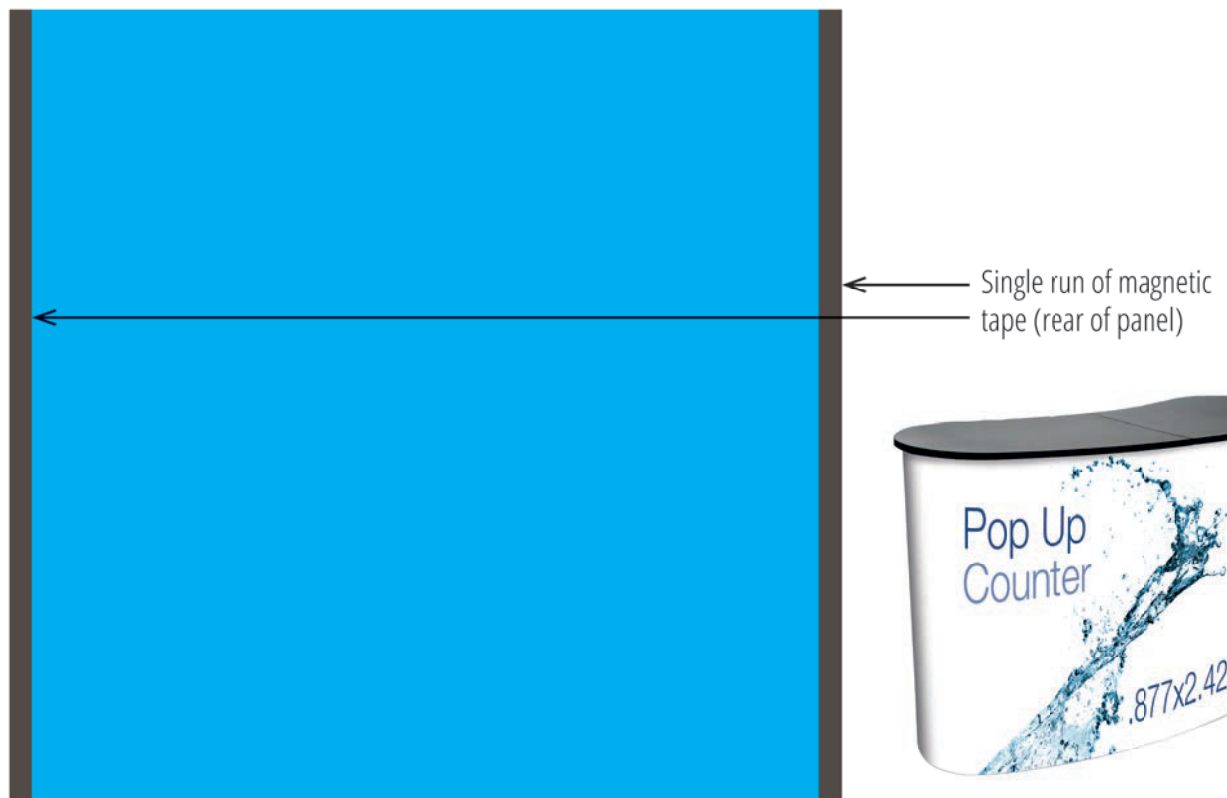 Single run of magnetic
tape (rear of panel)
Pop Up
Counter
.877x2.42